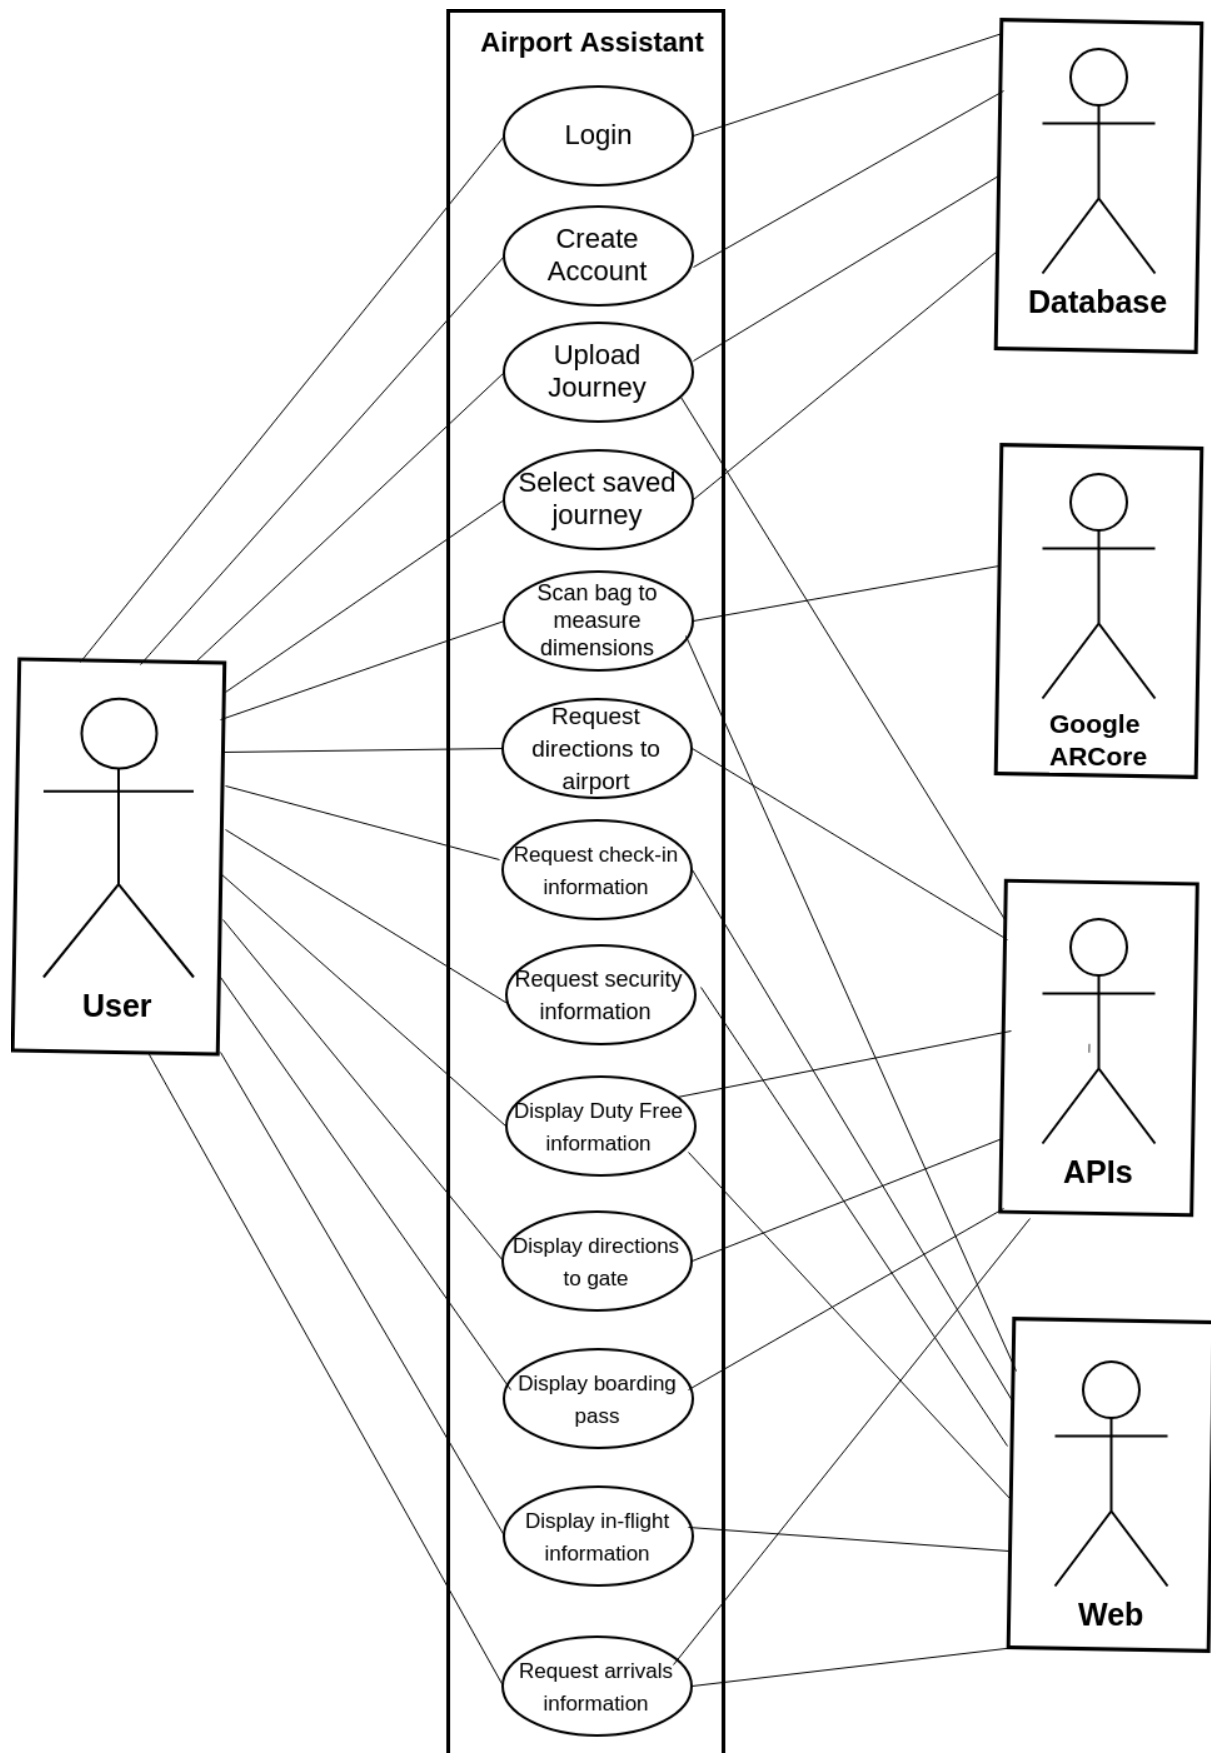 Airport Assistant
Login
Create
Account
Upload
Journey
Select saved
journey
Scan bag to
measure
dimensions
Request
directions to
airport
Request check-in
information
Request security
information
Display Duty Free
information
Display directions
to gate
Display boarding
pass
Display in-flight
information
Request arrivals
information
User
Database
Google
ARCore
APIs
Web